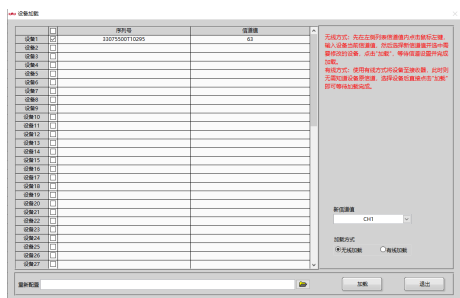 设备加载
序列号 信道值
设备1 33075500T10295 63
设备2
设备3
设备4
设备5
设备6
设备7
设备8
设备9
设备10
设备11
设备12
设备13
设备14
设备15
设备16
设备17
设备18
设备19
设备20
设备21
设备22
设备23
设备24
设备25
设备26
设备27
无线方式：先在左侧列表信道值内点击鼠标左键，
输入设备当前信道值，然后选择新信道值并选中需
要修改的设备，点击“加载”，等待信道设置并完成
加载。
有线方式：使用有线方式将设备至接收器，此时则
无需知道设备原信道，选择设备后直接点击“加载”
即可等待加载完成。
新信道值
CH1
加载方式
无线加载 有线加载
重新配置
加载 退出